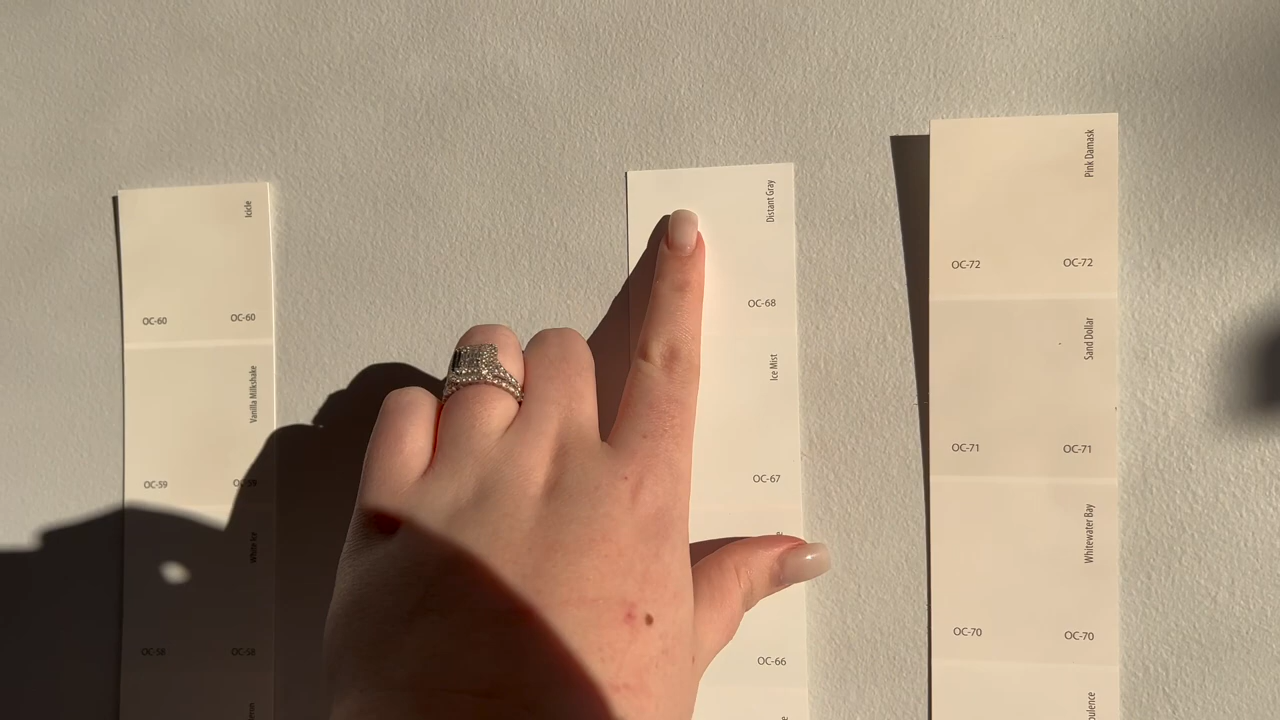 Icicle
OC-60 OC-60
Vanilla Milkshake
OC-59 OC-59
White Ice
OC-58 OC-58
Distant Gray
OC-68
Ice Mist
OC-67
OC-66
Pink Damask
OC-72 OC-72
Sand Dollar
OC-71 OC-71
Whitewater Bay
OC-70 OC-70